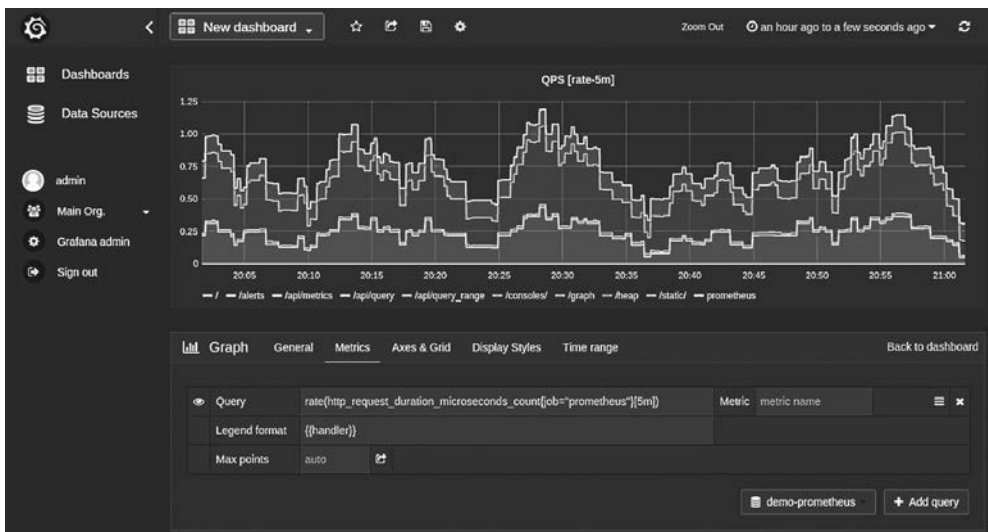 New dashboard
Zoom Out
an hour ago to a few seconds ago
Dashboards
Data Sources
admin
Main Org.
Grafana admin
Sign out
QPS [rate-5m]
1.25
1.00
0.75
0.50
0.25
0
20:05 20:10 20:15 20:20 20:25 20:30 20:35 20:40 20:45 20:50 20:55 21:00
/ /alerts /api/metrics /api/query /api/query_range /consoles/ /graph /heap /static/ prometheus
Graph General Metrics Axes & Grid Display Styles Time range Back to dashboard
Query rate(http_request_duration_microseconds_count{job="prometheus"}[5m]) Metric metric name
Legend format {{handler}}
Max points auto
demo-prometheus + Add query